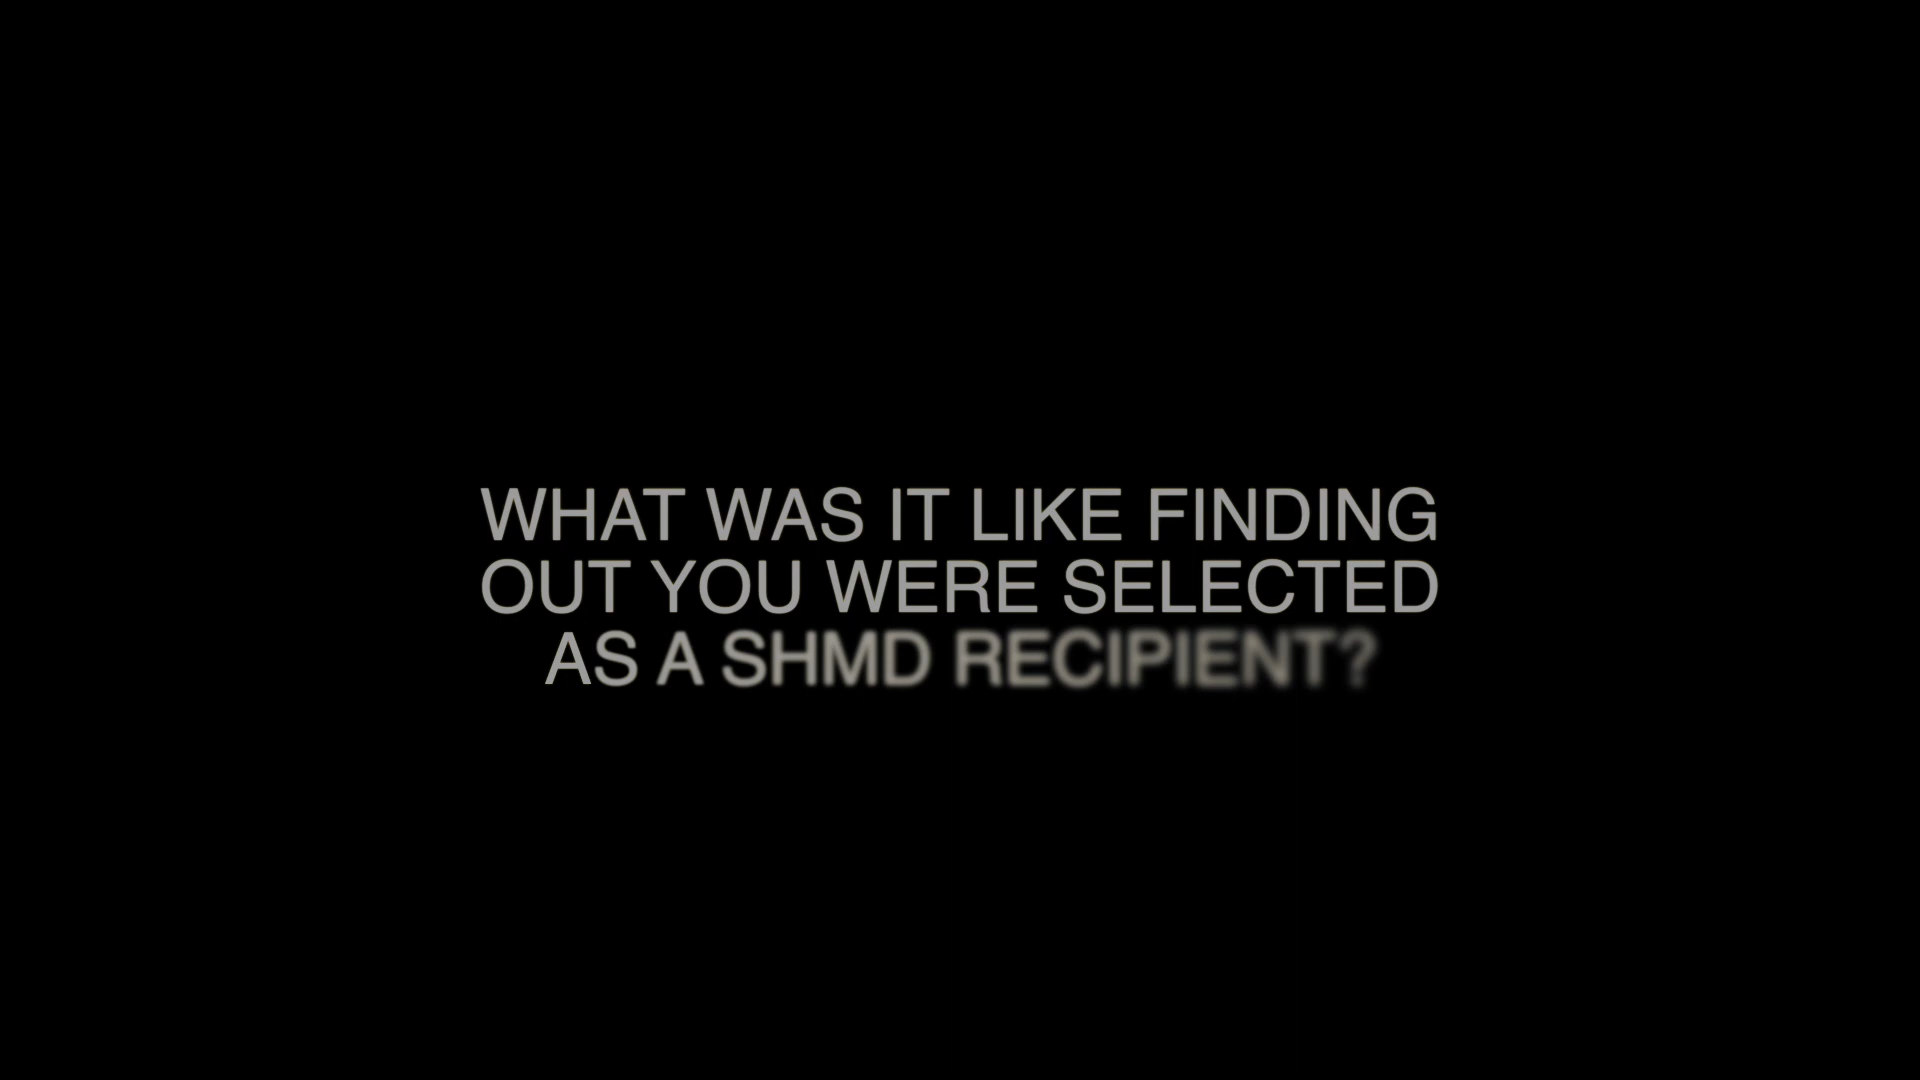 WHAT WAS IT LIKE FINDING
OUT YOU WERE SELECTED
AS A SHMD RECIPIENT?